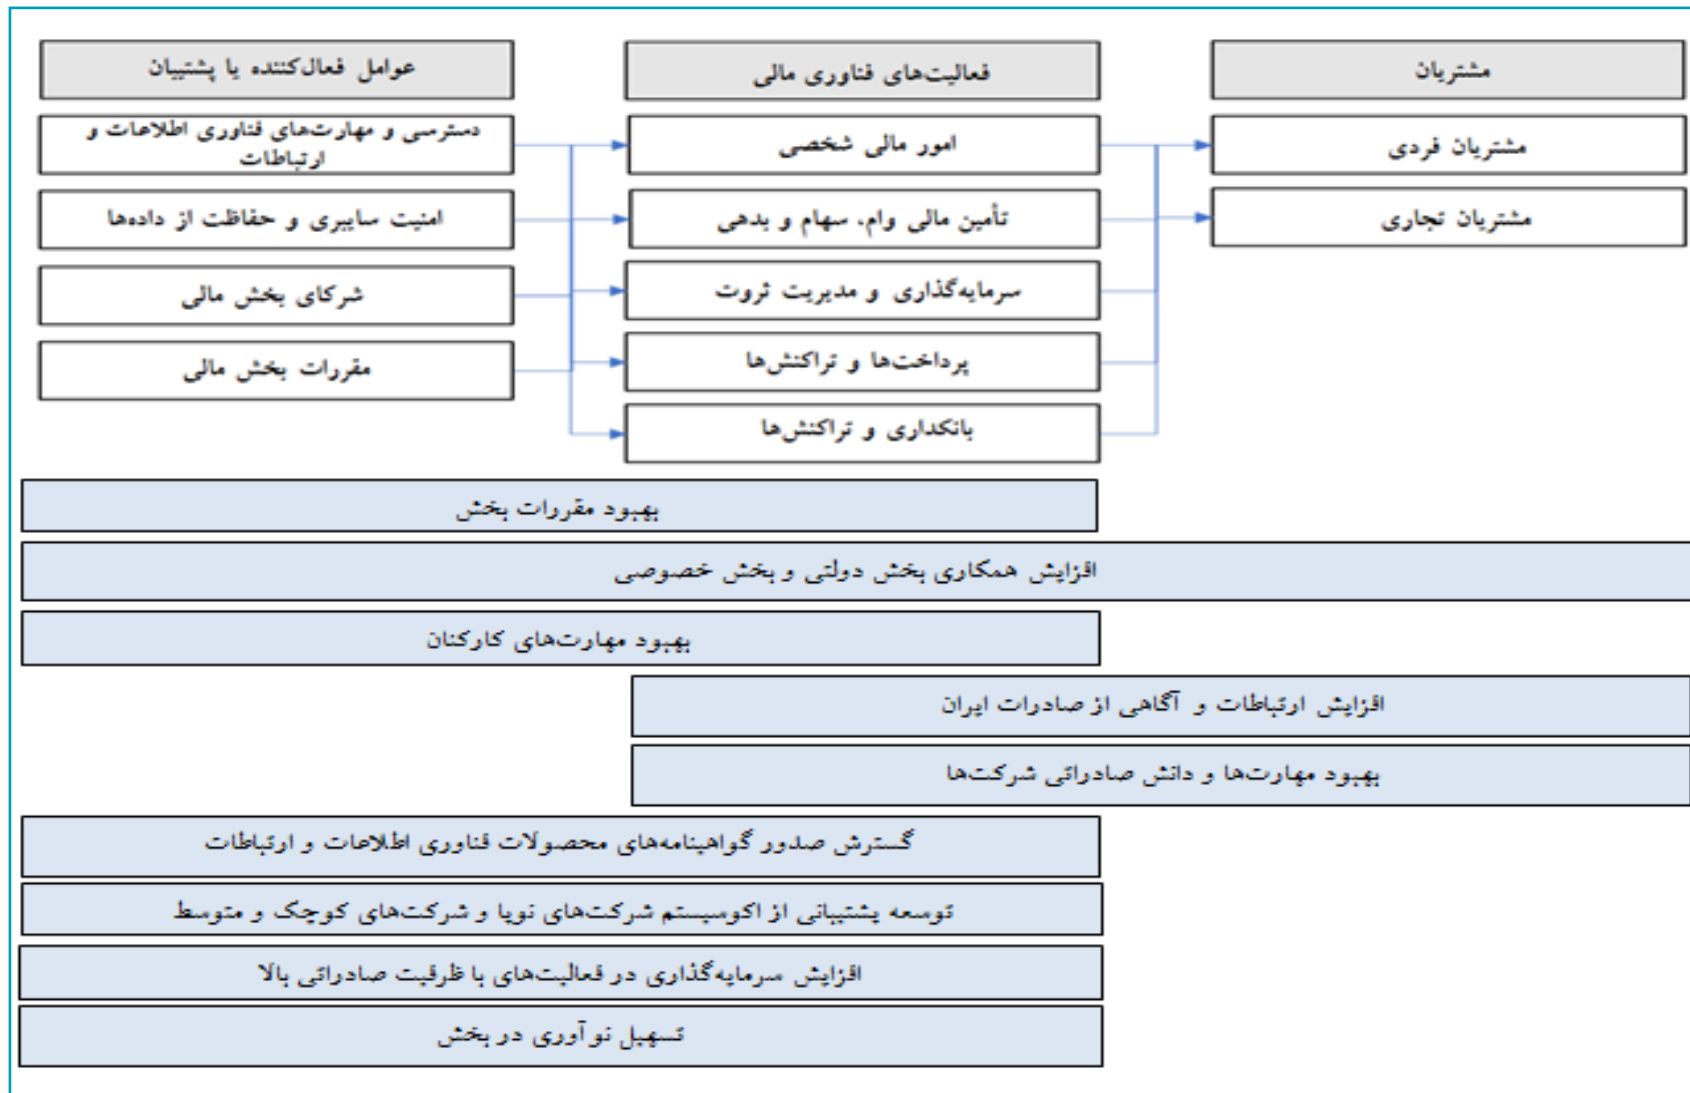 عوامل فعال‌کننده یا پشتیبان
فعالیت‌های فناوری مالی
مشتریان
دسترسی و مهارت‌های فناوری اطلاعات و
ارتباطات
امور مالی شخصی
مشتریان فردی
امنیت سایبری و حفاظت از داده‌ها
تأمین مالی وام، سهام و بدهی
مشتریان تجاری
شرکای بخش مالی
سرمایه‌گذاری و مدیریت ثروت
مقررات بخش مالی
پرداخت‌ها و تراکنش‌ها
بانکداری و تراکنش‌ها
بهبود مقررات بخش
افزایش همکاری بخش دولتی و بخش خصوصی
بهبود مهارت‌های کارکنان
افزایش ارتباطات و آگاهی از صادرات ایران
بهبود مهارت‌ها و دانش صادراتی شرکت‌ها
گسترش صدور گواهینامه‌های محصولات فناوری اطلاعات و ارتباطات
توسعه پشتیبانی از اکوسیستم شرکت‌های نوپا و شرکت‌های کوچک و متوسط
افزایش سرمایه‌گذاری در فعالیت‌های با ظرفیت صادراتی بالا
تسهیل نوآوری در بخش